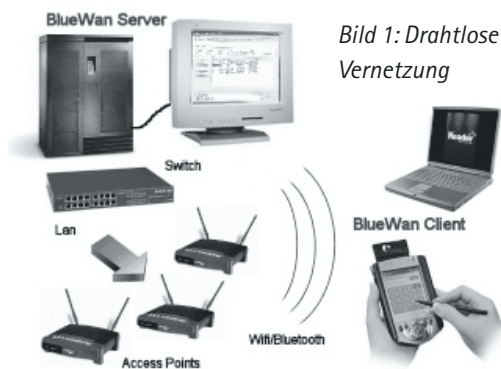 BlueWan Server
Bild 1: Drahtlose
Vernetzung
Switch
Lan
BlueWan Client
Wifi/Bluetooth
Access Points